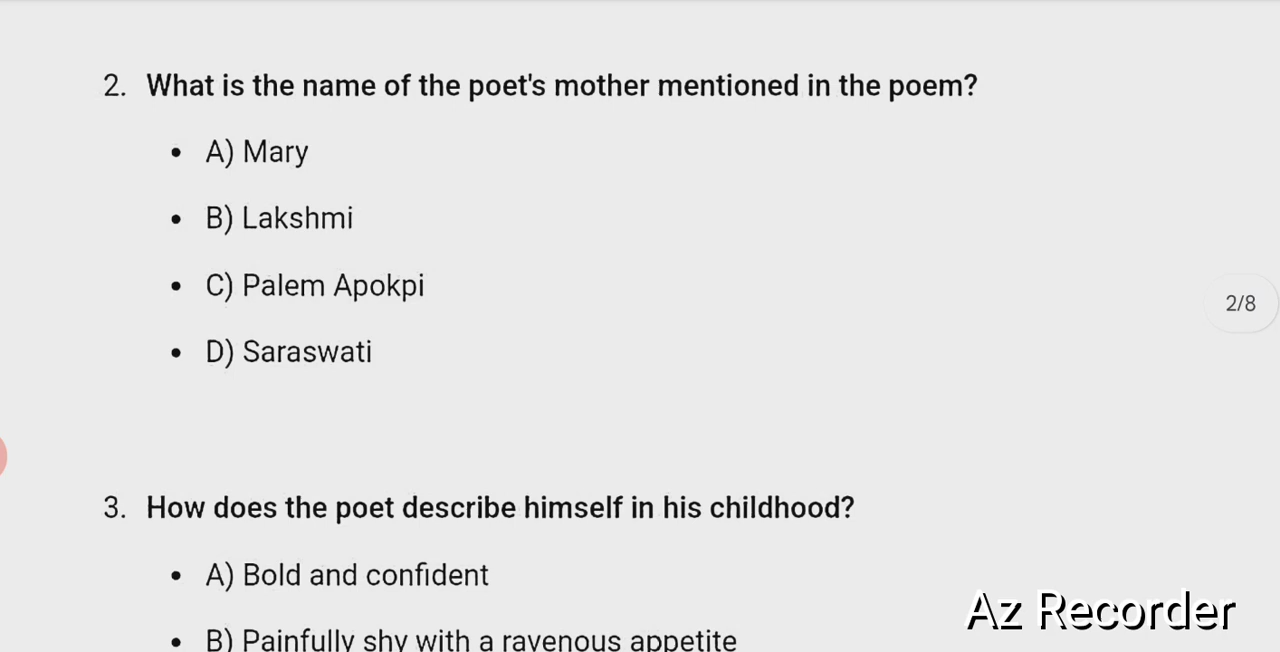 2. What is the name of the poet's mother mentioned in the poem?
• A) Mary
• B) Lakshmi
• C) Palem Apokpi
2/8
• D) Saraswati
3. How does the poet describe himself in his childhood?
• A) Bold and confident
Az Recorder
• B) Painfully shy with a ravenous appetite